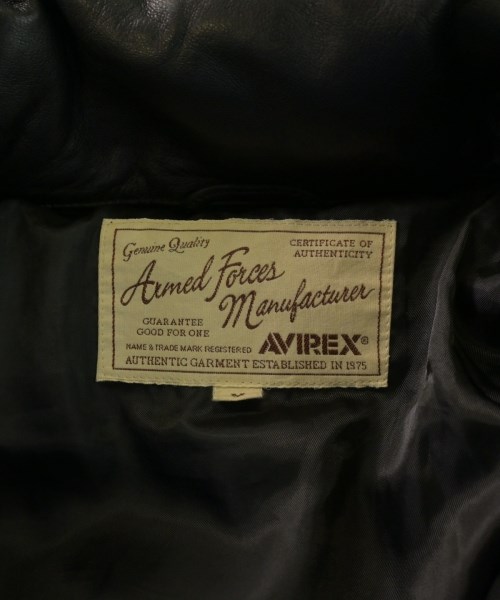 Genuine Quality
CERTIFICATE OF
AUTHENTICITY
Armed Forces
Manufacturer
GUARANTEE
GOOD FOR ONE
NAME & TRADE MARK REGISTERED
AVIREX®
AUTHENTIC GARMENT ESTABLISHED IN 1975